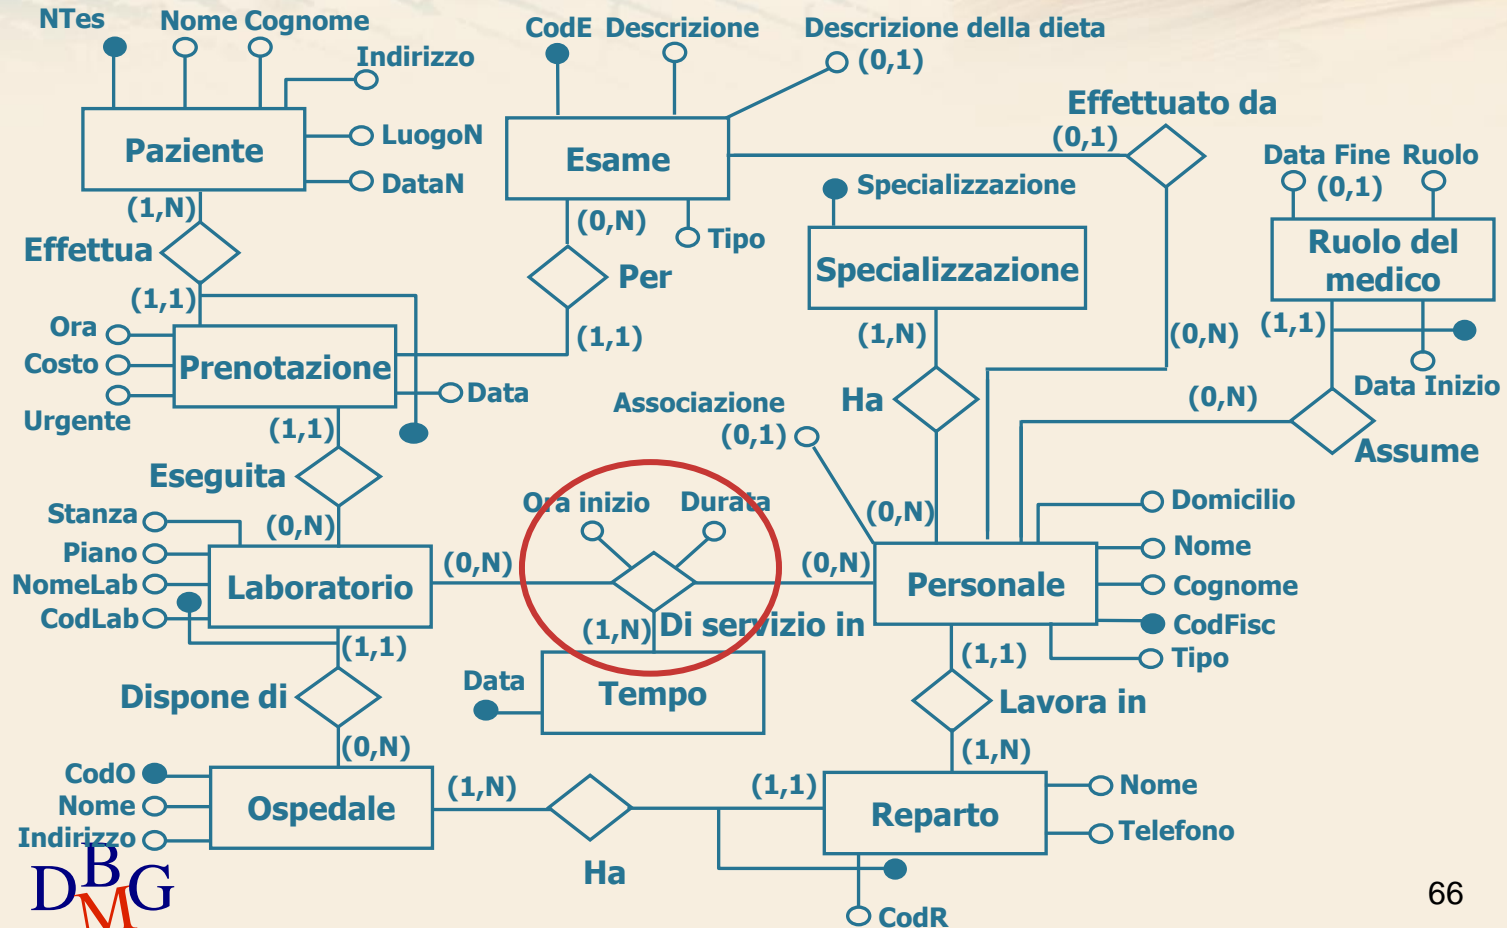 NTes
Nome Cognome
CodE Descrizione
Descrizione della dieta
(0,1)
Indirizzo
Effettuato da
(0,1)
Paziente
LuogoN
DataN
Esame
Data Fine Ruolo
(0,1)
Specializzazione
(1,N)
(0,N)
Tipo
Effettua
Per
Specializzazione
Ruolo del
medico
(1,1)
(1,1)
(1,N)
(0,N)
(1,1)
Ora
Costo
Urgente
Prenotazione
Data
Associazione
(0,1)
Ha
Data Inizio
(0,N)
Assume
(1,1)
Eseguita
(0,N)
Stanza
Piano
NomeLab
CodLab
Laboratorio
(0,N)
Ora inizio
Durata
(0,N)
(0,N)
Personale
Domicilio
Nome
Cognome
CodFisc
Tipo
(1,1)
(1,N)
Di servizio in
(1,1)
Dispone di
Data
Tempo
Lavora in
(0,N)
(1,N)
CodO
Nome
Indirizzo
Ospedale
(1,N)
Ha
(1,1)
Reparto
Nome
Telefono
CodR
DBMG
66